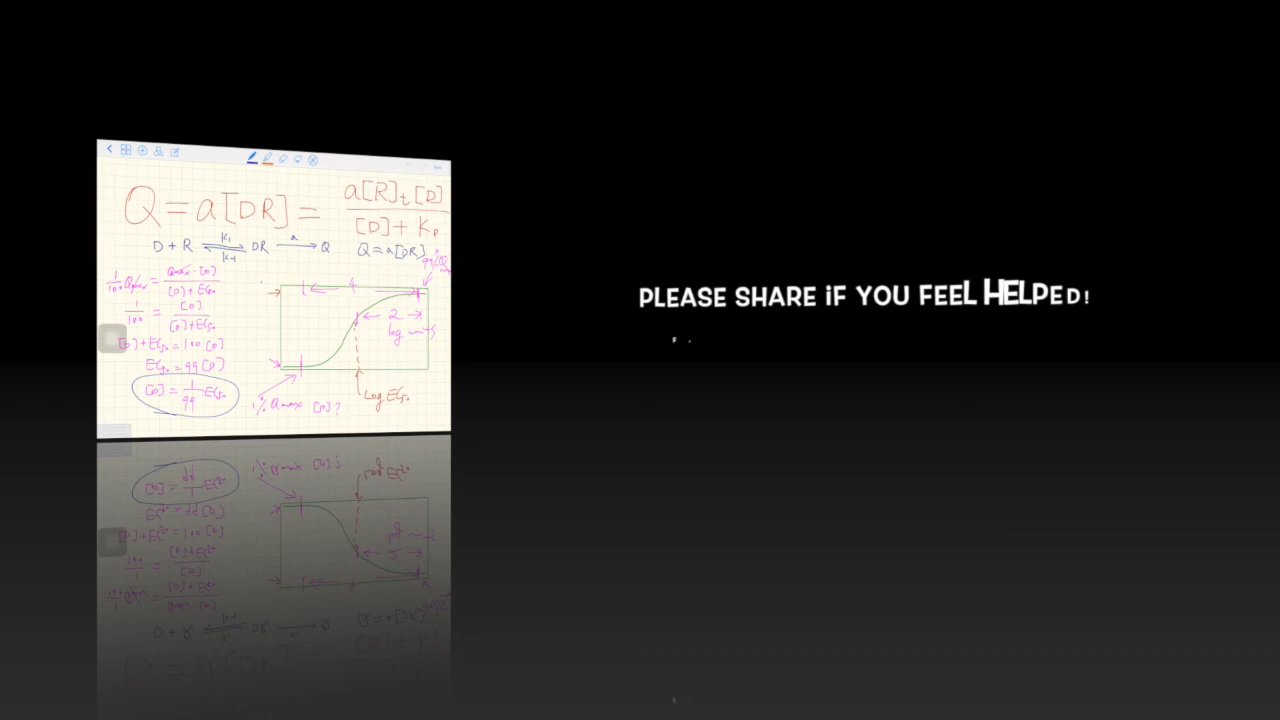 Q = a[DR] = a[R]t[D] / [D] + KD
D + R k1 k-1 DR a Q
Q = a[DR]
1/100 Qmax = Qmax·[D] / [D] + EC50
99% Qmax
1/100 = [D] / [D] + EC50
2
log units
[D] + EC50 = 100[D]
EC50 = 99[D]
[D] = 1/99 EC50
1% Qmax [D]?
Log EC50
PLEASE SHARE iF YOU FEEL HELPED!